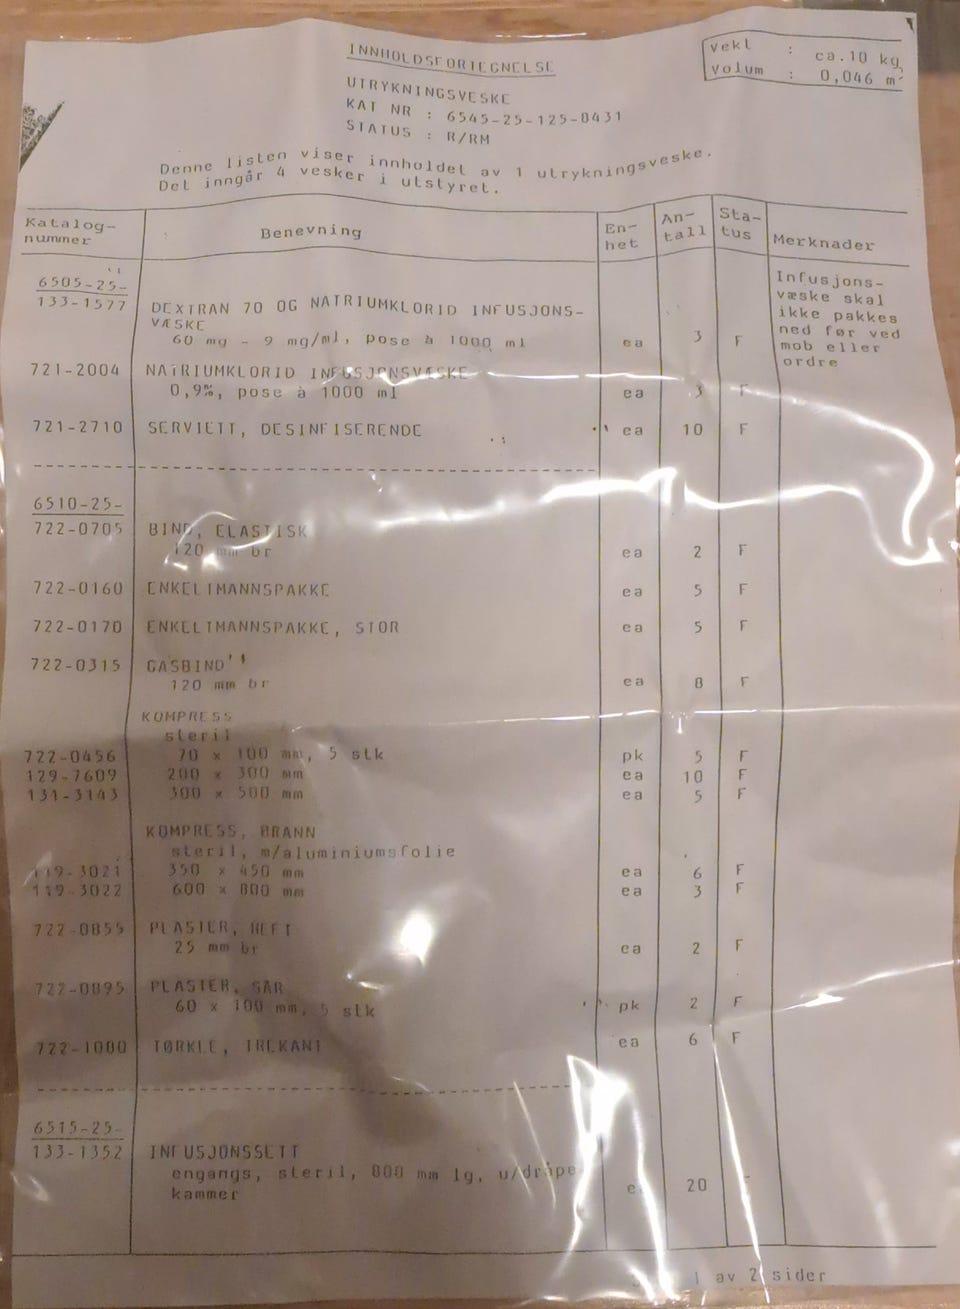 INNHOLDSFORTEGNELSE
Vekt : ca.10 kg
Volum : 0,046 m³
UTRYKNINGSVESKE
KAT NR : 6545-25-125-0431
STATUS : R/RM
Denne listen viser innholdet av 1 utrykningsveske.
Det inngår 4 vesker i utstyret.
Katalog-nummer Benevning En-het An-tall Sta-tus Merknader
6505-25-
133-1577 DEXTRAN 70 OG NATRIUMKLORID INFUSJONS-
VÆSKE
60 mg - 9 mg/ml, pose à 1000 ml ea 3 F
Infusjons-
væske skal
ikke pakkes
ned før ved
mob eller
ordre
721-2004 NATRIUMKLORID INFUSJONSVÆSKE
0,9%, pose à 1000 ml ea 3 F
721-2710 SERVIETT, DESINFISERENDE ea 10 F
6510-25-
722-0705 BIND, ELASTISK
120 mm br ea 2 F
722-0160 ENKELTMANNSPAKKE ea 5 F
722-0170 ENKELTMANNSPAKKE, STOR ea 5 F
722-0315 GASBIND
120 mm br ea 8 F
KOMPRESS
steril
722-0456 70 x 100 mm, 5 stk pk 5 F
129-7609 200 x 300 mm ea 10 F
131-3143 300 x 500 mm ea 5 F
KOMPRESS, BRANN
steril, m/aluminiumsfolie
119-3021 350 x 450 mm ea 6 F
119-3022 600 x 800 mm ea 3 F
722-0855 PLASTER, HEFT
25 mm br ea 2 F
722-0895 PLASTER, SÅR
60 x 100 mm, 5 stk pk 2 F
722-1080 TØRKLE, TREKANT ea 6 F
6515-25-
133-1352 INFUSJONSSETT
engangs, steril, 800 mm lg, u/dråpe
kammer ea 20
1 av 2 sider